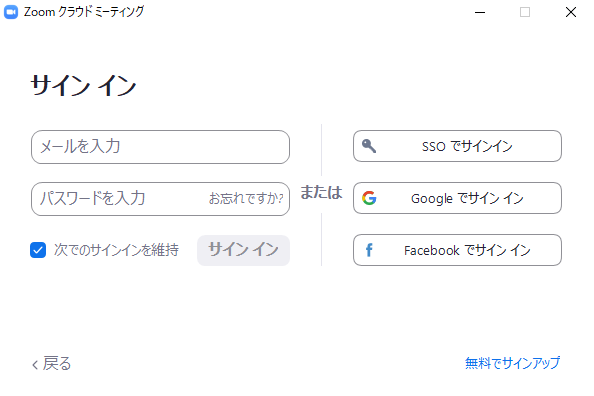 Zoom クラウド ミーティング
サイン イン
メールを入力
パスワードを入力 お忘れですか?
次でのサインインを維持 サイン イン
または
SSO でサインイン
Google でサイン イン
Facebook でサイン イン
戻る
無料でサインアップ